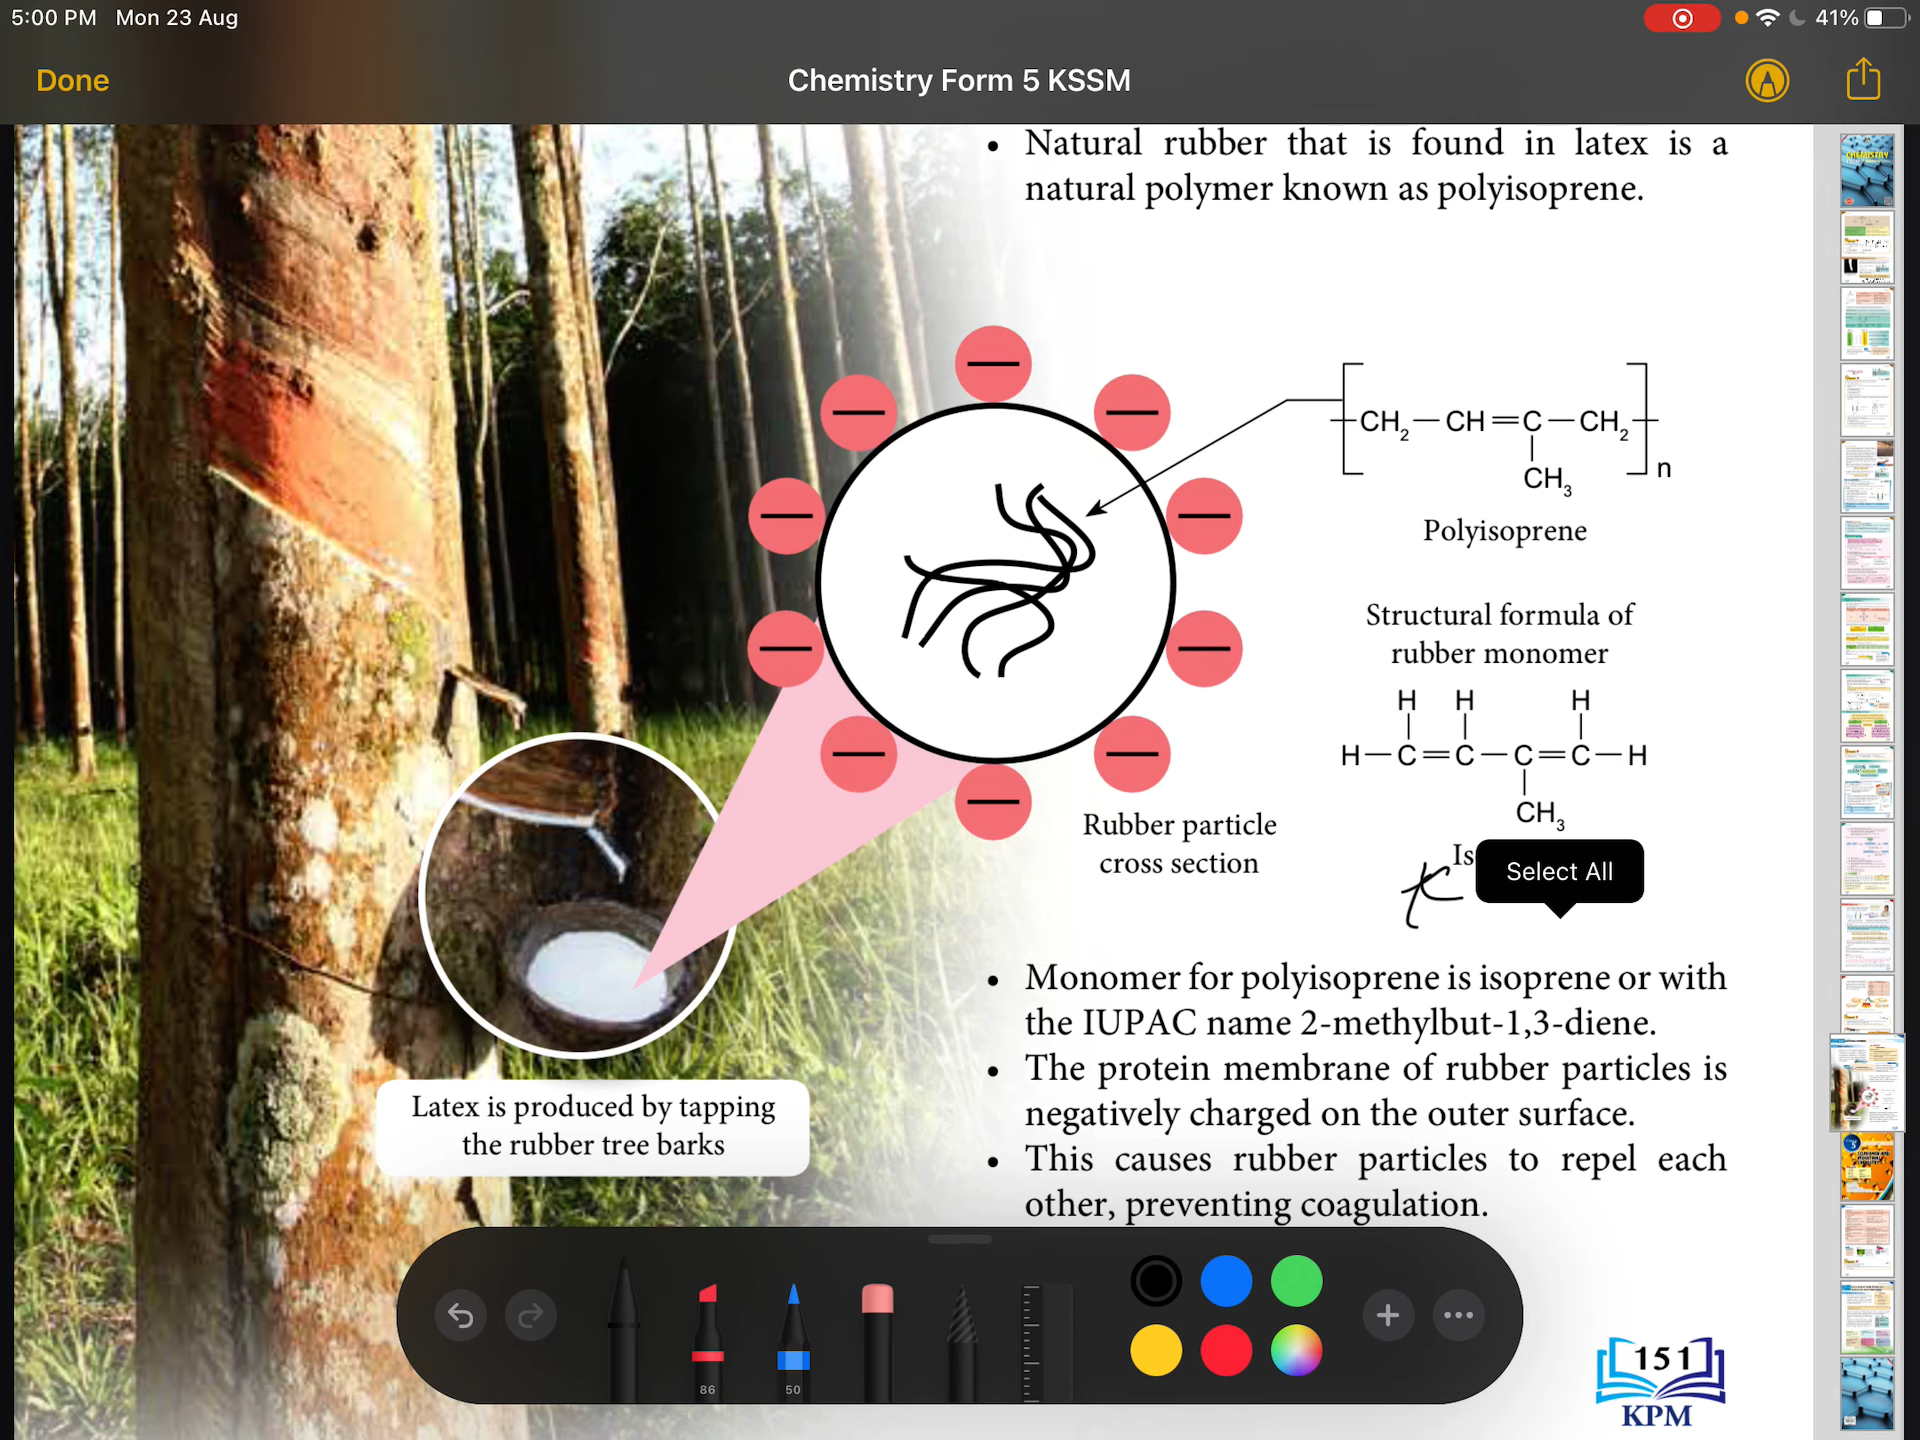 5:00 PM Mon 23 Aug
41%
Done
Chemistry Form 5 KSSM
• Natural rubber that is found in latex is a
natural polymer known as polyisoprene.
CH2—CH=C—CH2
CH3
n
Polyisoprene
Structural formula of
rubber monomer
H H H
H—C=C—C=C—H
CH3
Is
Select All
Rubber particle
cross section
• Monomer for polyisoprene is isoprene or with
the IUPAC name 2-methylbut-1,3-diene.
• The protein membrane of rubber particles is
negatively charged on the outer surface.
• This causes rubber particles to repel each
other, preventing coagulation.
Latex is produced by tapping
the rubber tree barks
86
50
151
KPM
CHEMISTRY